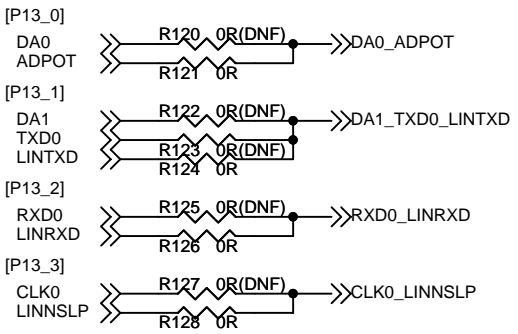 [P13_0]
DA0 R120 0R(DNF) DA0_ADPOT
ADPOT R121 0R
[P13_1]
DA1 R122 0R(DNF) DA1_TXD0_LINTXD
TXD0 R123 0R(DNF)
LINTXD R124 0R
[P13_2]
RXD0 R125 0R(DNF) RXD0_LINRXD
LINRXD R126 0R
[P13_3]
CLK0 R127 0R(DNF) CLK0_LINNSLP
LINNSLP R128 0R